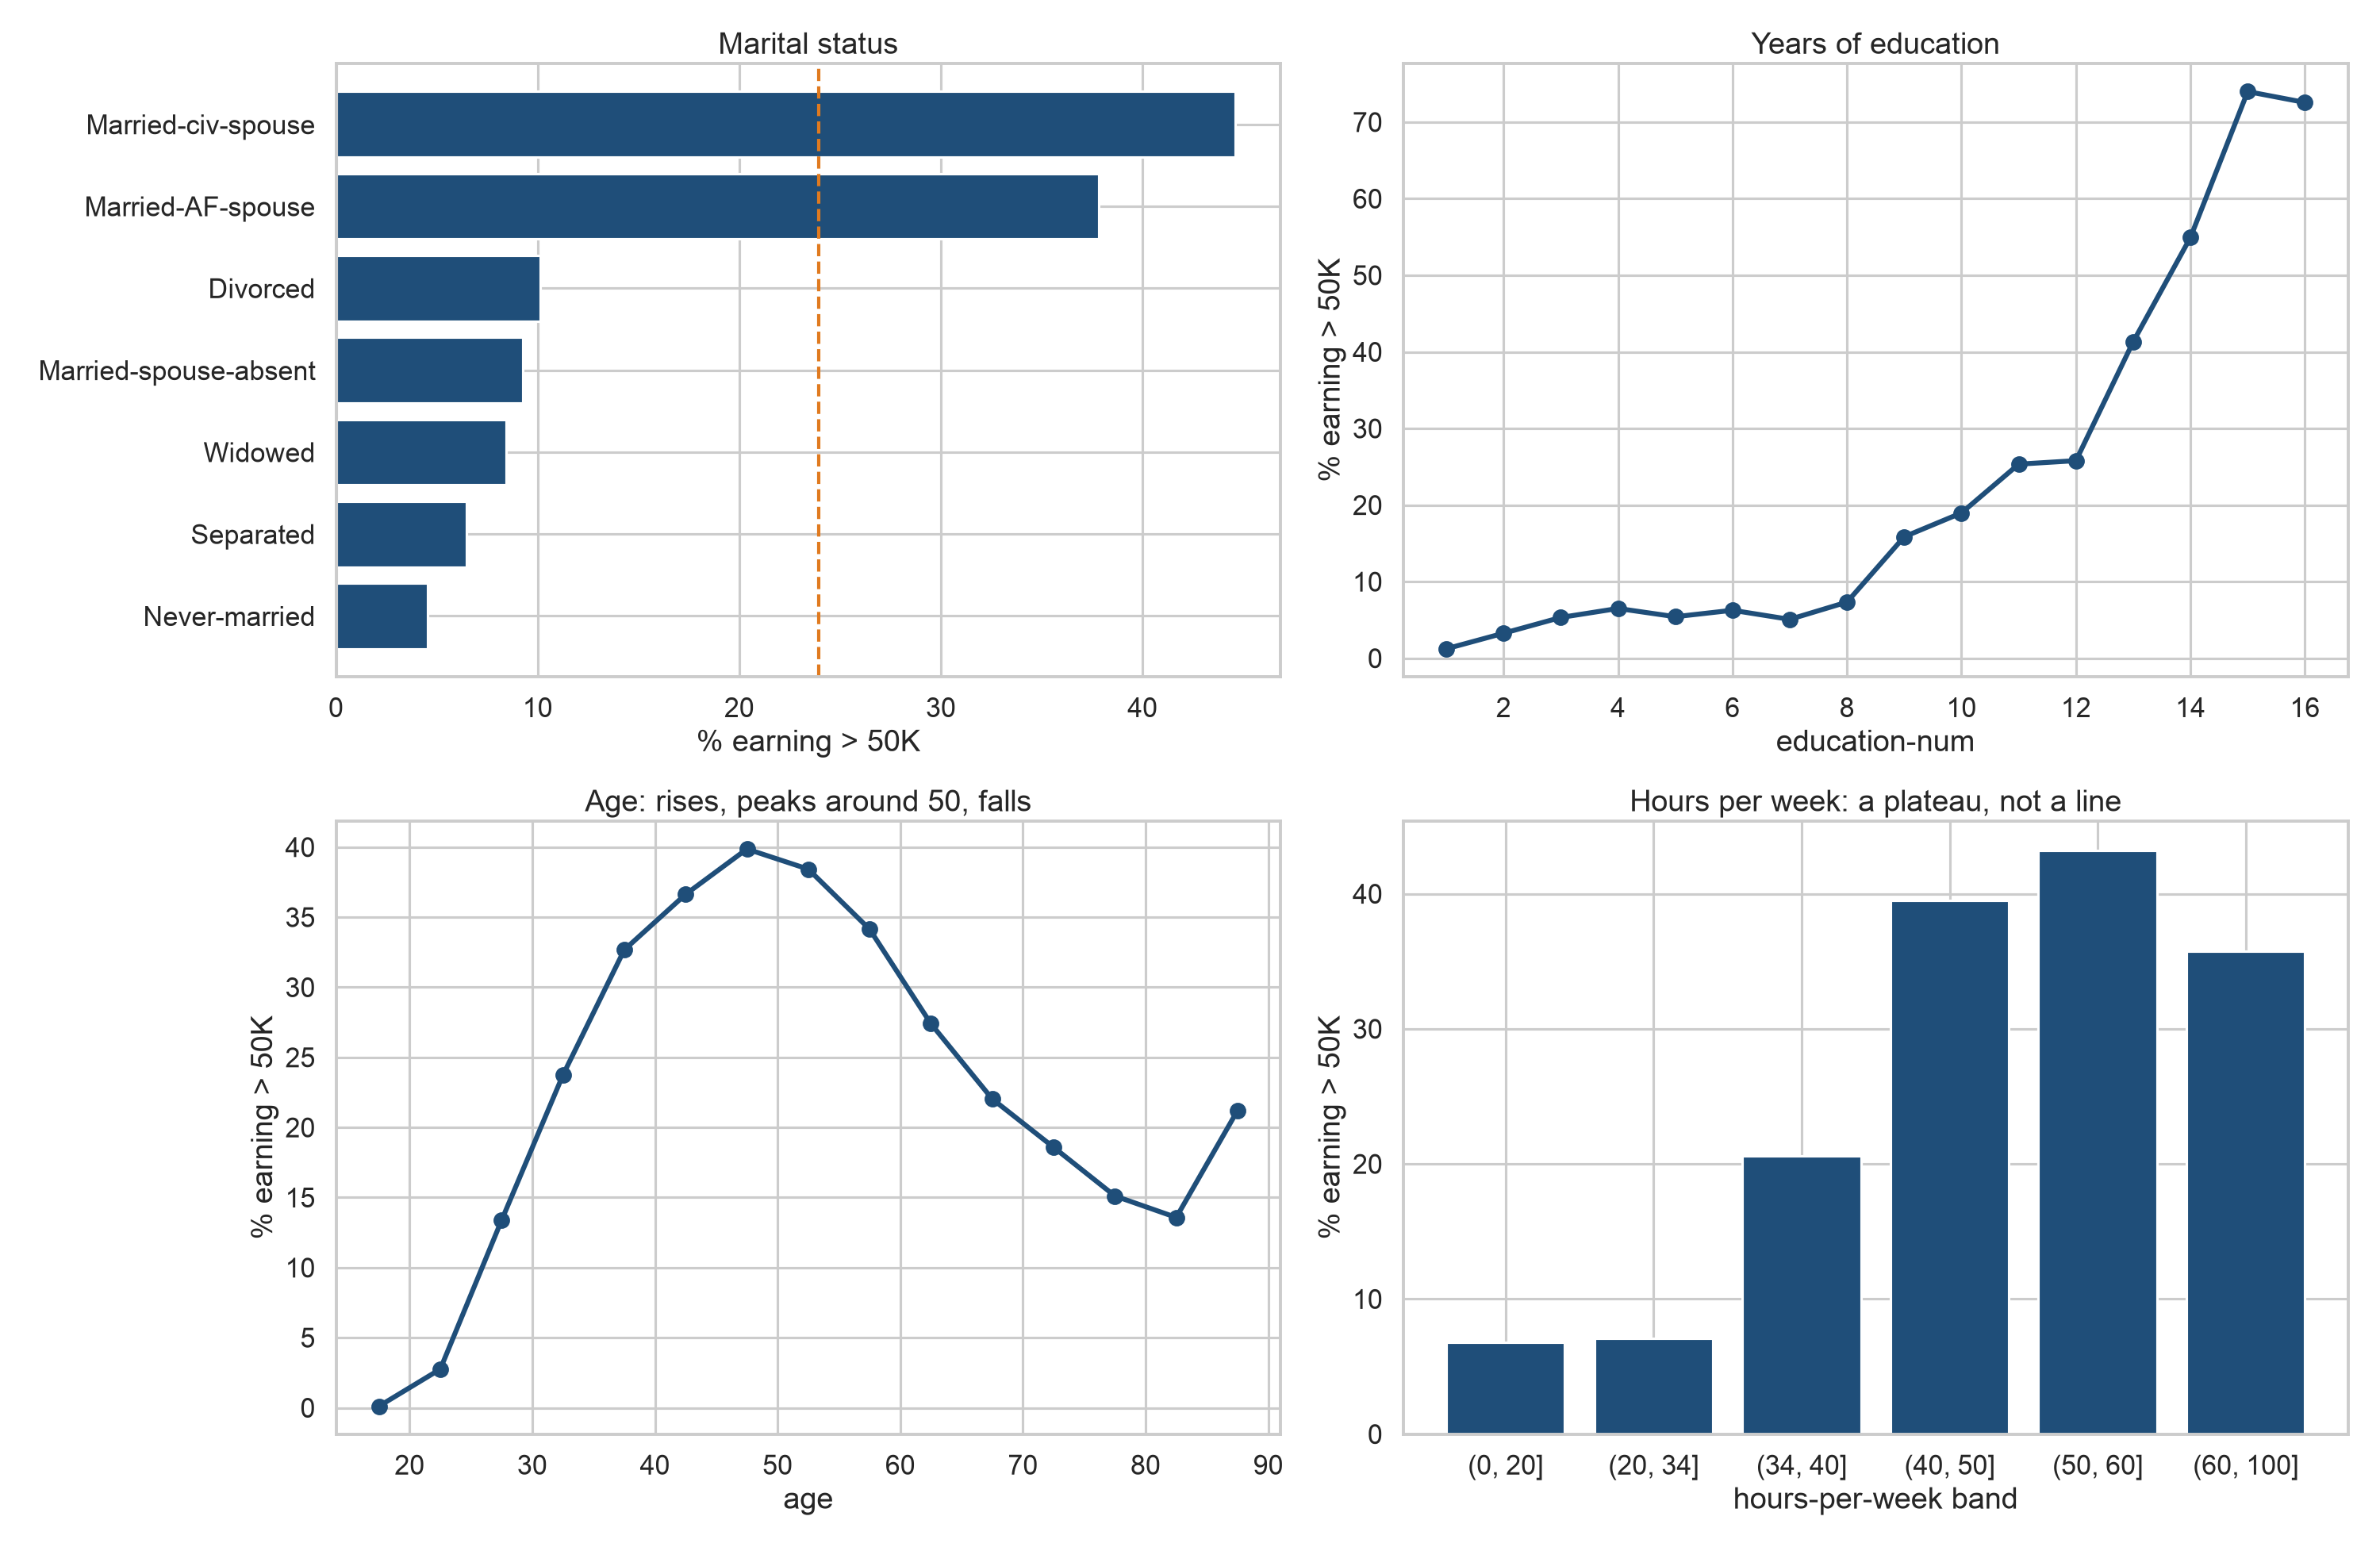 Marital status
Married-civ-spouse
Married-AF-spouse
Divorced
Married-spouse-absent
Widowed
Separated
Never-married
0 10 20 30 40
% earning > 50K
Years of education
% earning > 50K
70
60
50
40
30
20
10
0
2 4 6 8 10 12 14 16
education-num
Age: rises, peaks around 50, falls
% earning > 50K
40
35
30
25
20
15
10
5
0
20 30 40 50 60 70 80 90
age
Hours per week: a plateau, not a line
% earning > 50K
40
30
20
10
0
(0, 20] (20, 34] (34, 40] (40, 50] (50, 60] (60, 100]
hours-per-week band